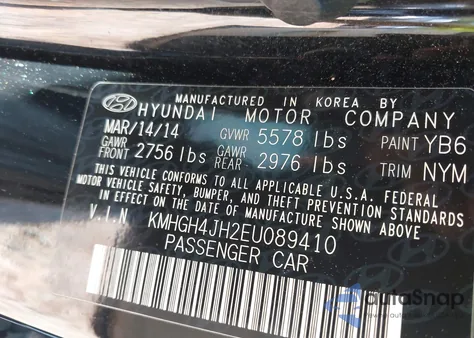 MANUFACTURED IN KOREA BY
HYUNDAI MOTOR COMPANY
MAR/14/14 GVWR 5578 lbs PAINT YB6
GAWR FRONT 2756 lbs GAWR REAR 2976 lbs TRIM NYM
THIS VEHICLE CONFORMS TO ALL APPLICABLE U.S.A. FEDERAL
MOTOR VEHICLE SAFETY, BUMPER, AND THEFT PREVENTION STANDARDS
IN EFFECT ON THE DATE OF MANUFACTURE SHOWN ABOVE
V.I.N KMHGH4JH2EU089410
PASSENGER CAR
AutaSnap